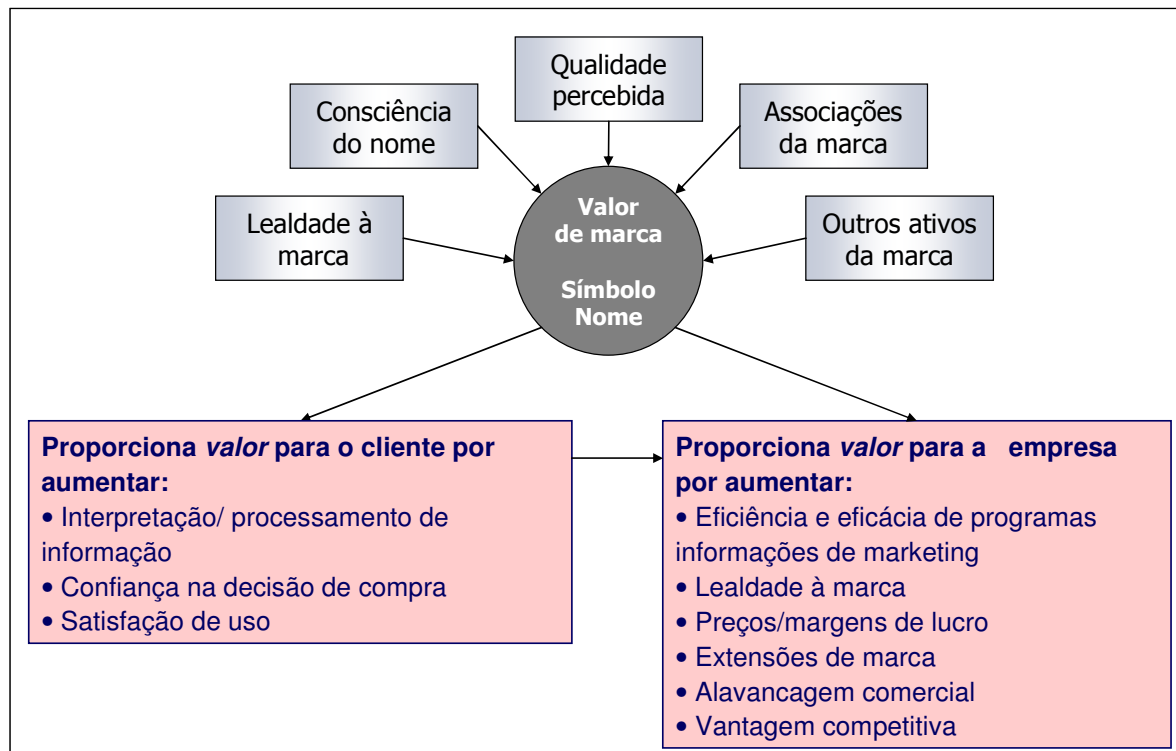 Qualidade
percebida
Consciência
do nome
Associações
da marca
Lealdade à
marca
Outros ativos
da marca
Valor
de marca
Símbolo
Nome
Proporciona valor para o cliente por
aumentar:
• Interpretação/ processamento de
informação
• Confiança na decisão de compra
• Satisfação de uso
Proporciona valor para a empresa
por aumentar:
• Eficiência e eficácia de programas
informações de marketing
• Lealdade à marca
• Preços/margens de lucro
• Extensões de marca
• Alavancagem comercial
• Vantagem competitiva